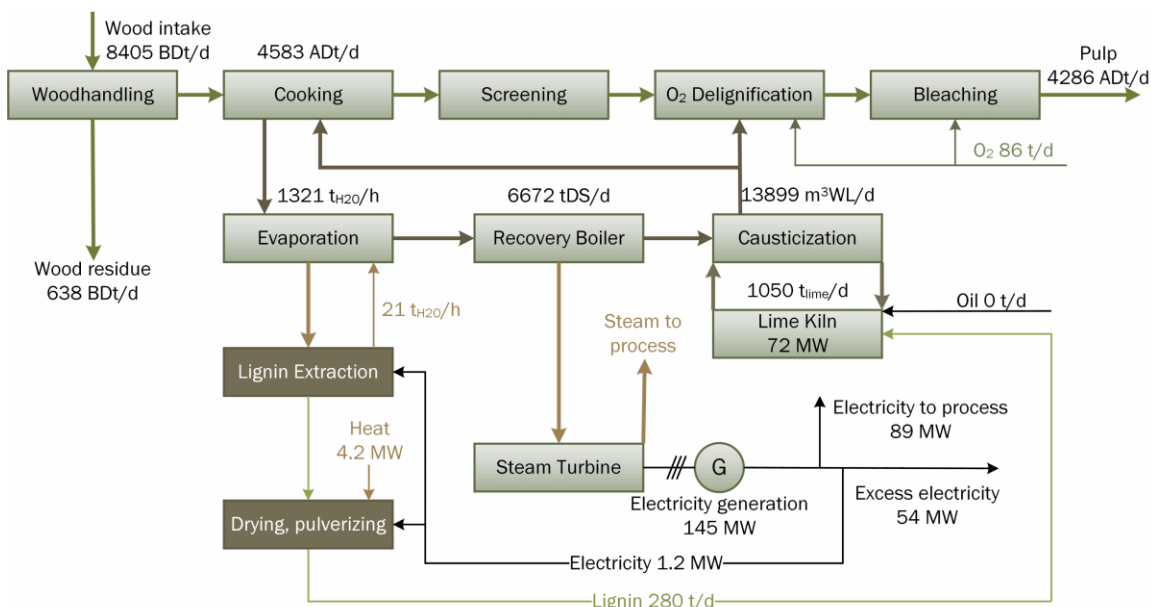 Wood intake
8405 BDt/d
4583 ADt/d
Pulp
4286 ADt/d
Woodhandling
Cooking
Screening
O₂ Delignification
Bleaching
O₂ 86 t/d
1321 tH20/h
6672 tDS/d
13899 m³WL/d
Evaporation
Recovery Boiler
Causticization
Wood residue
638 BDt/d
21 tH20/h
1050 tlime/d
Oil 0 t/d
Steam to
process
Lime Kiln
72 MW
Lignin Extraction
Heat
4.2 MW
Electricity to process
89 MW
Steam Turbine
G
Electricity generation
145 MW
Excess electricity
54 MW
Drying, pulverizing
Electricity 1.2 MW
Lignin 280 t/d